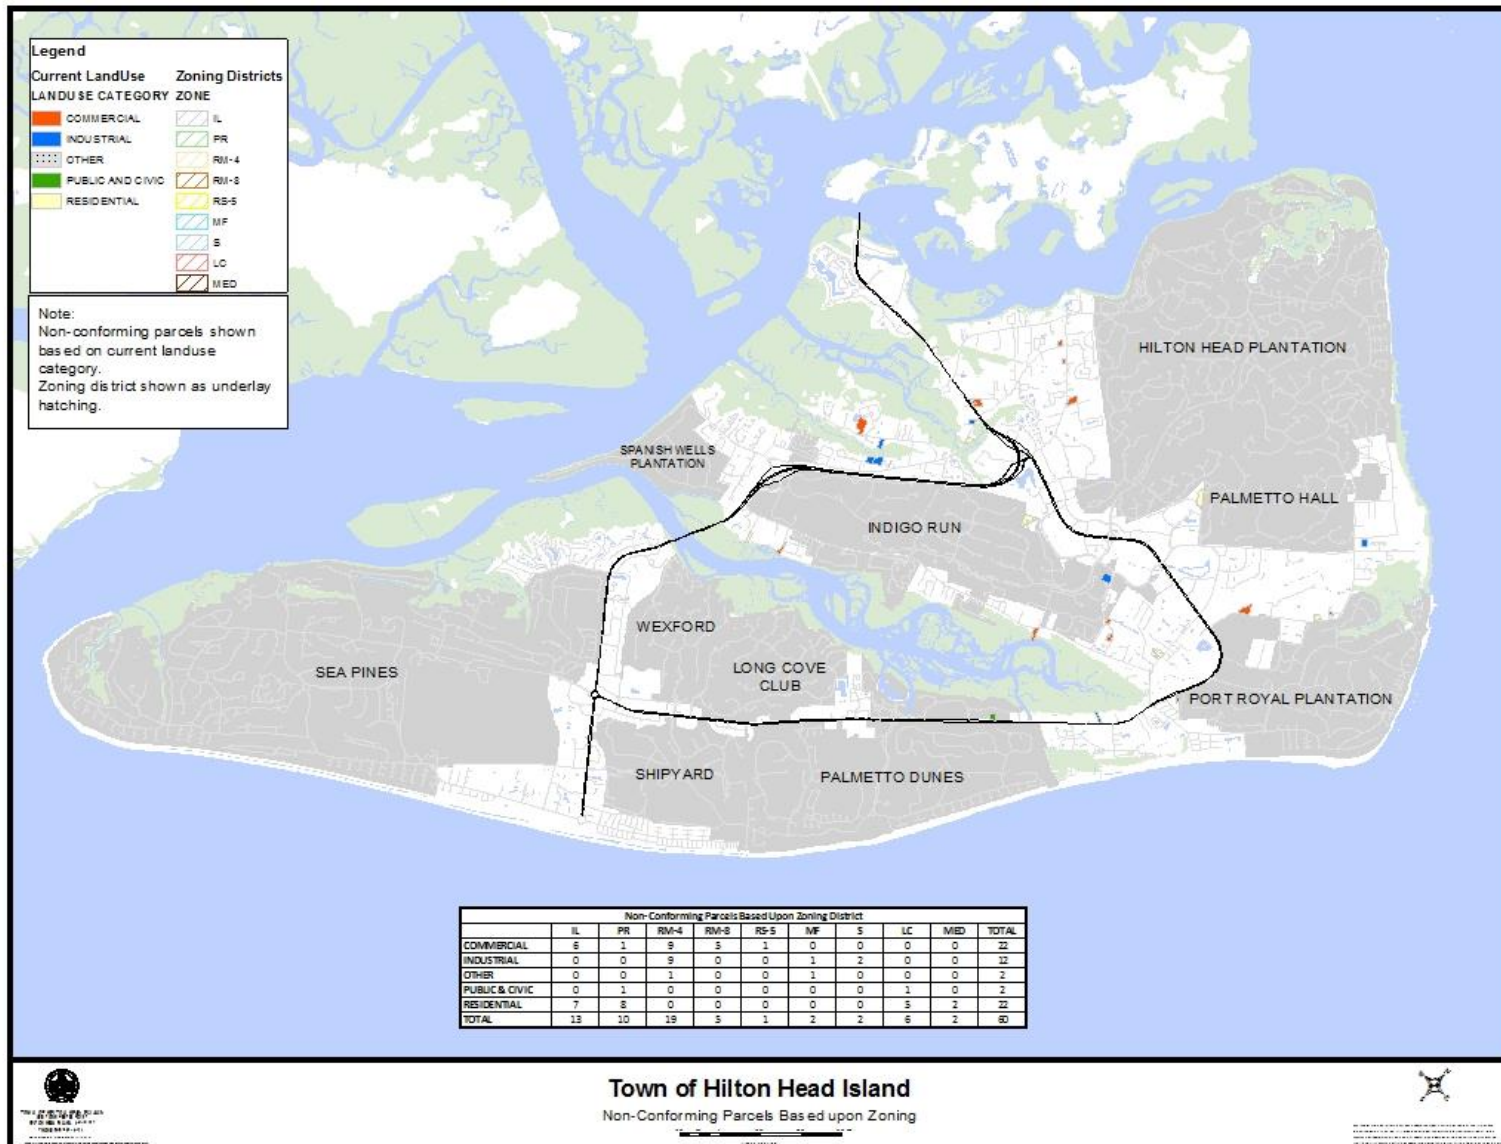 Legend
Current LandUse Zoning Districts
LANDUSE CATEGORY ZONE
COMMERCIAL IL
INDUSTRIAL PR
OTHER RM-4
PUBLIC AND CIVIC RM-8
RESIDENTIAL RS-5
MF
S
LC
MED
Note:
Non-conforming parcels shown
based on current landuse
category.
Zoning district shown as underlay
hatching.
HILTON HEAD PLANTATION
SPANISH WELLS
PLANTATION
PALMETTO HALL
INDIGO RUN
WEXFORD
SEA PINES
LONG COVE
CLUB
PORT ROYAL PLANTATION
SHIPYARD
PALMETTO DUNES
Non-Conforming Parcels Based Upon Zoning District
IL PR RM-4 RM-8 RS-5 MF S LC MED TOTAL
COMMERCIAL 6 1 9 5 1 0 0 0 0 22
INDUSTRIAL 0 0 9 0 0 1 2 0 0 12
OTHER 0 0 1 0 0 1 0 0 0 2
PUBLIC & CIVIC 0 1 0 0 0 0 0 1 0 2
RESIDENTIAL 7 8 0 0 0 0 0 5 2 22
TOTAL 13 10 19 5 1 2 2 6 2 60
Town of Hilton Head Island
Non-Conforming Parcels Based upon Zoning